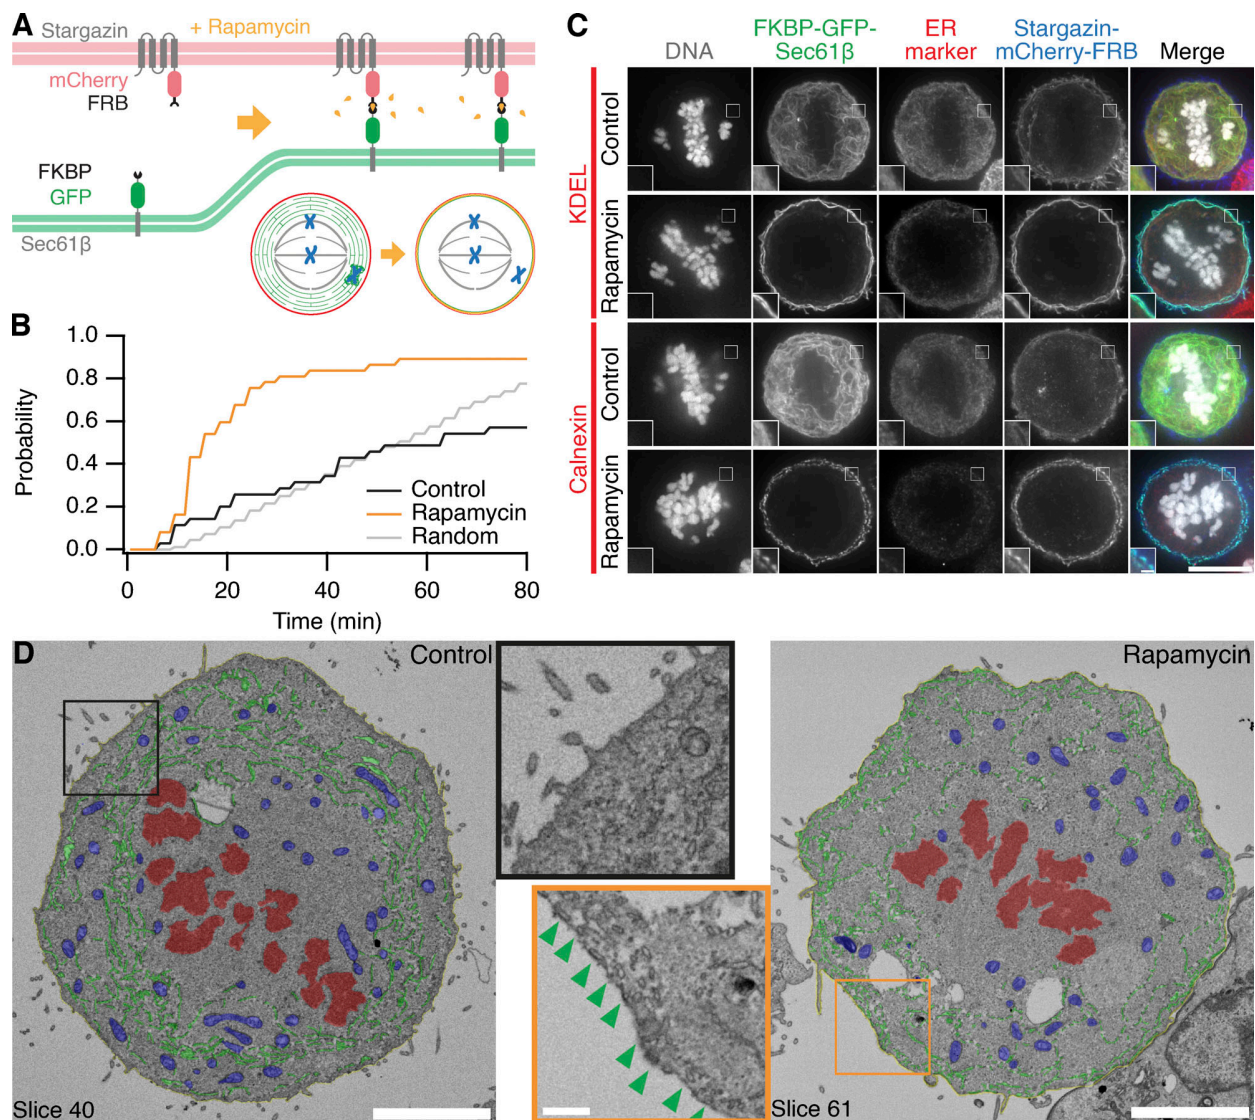 A
Stargazin
+ Rapamycin
mCherry
FRB
FKBP
GFP
Sec61β
B
1.0
0.8
0.6
0.4
0.2
0.0
Probability
Control
Rapamycin
Random
0
20
40
60
80
Time (min)
C
DNA
FKBP-GFP-
Sec61β
ER
marker
Stargazin-
mCherry-FRB
Merge
KDEL
Control
Rapamycin
Calnexin
Control
Rapamycin
D
Control
Slice 40
Rapamycin
Slice 61